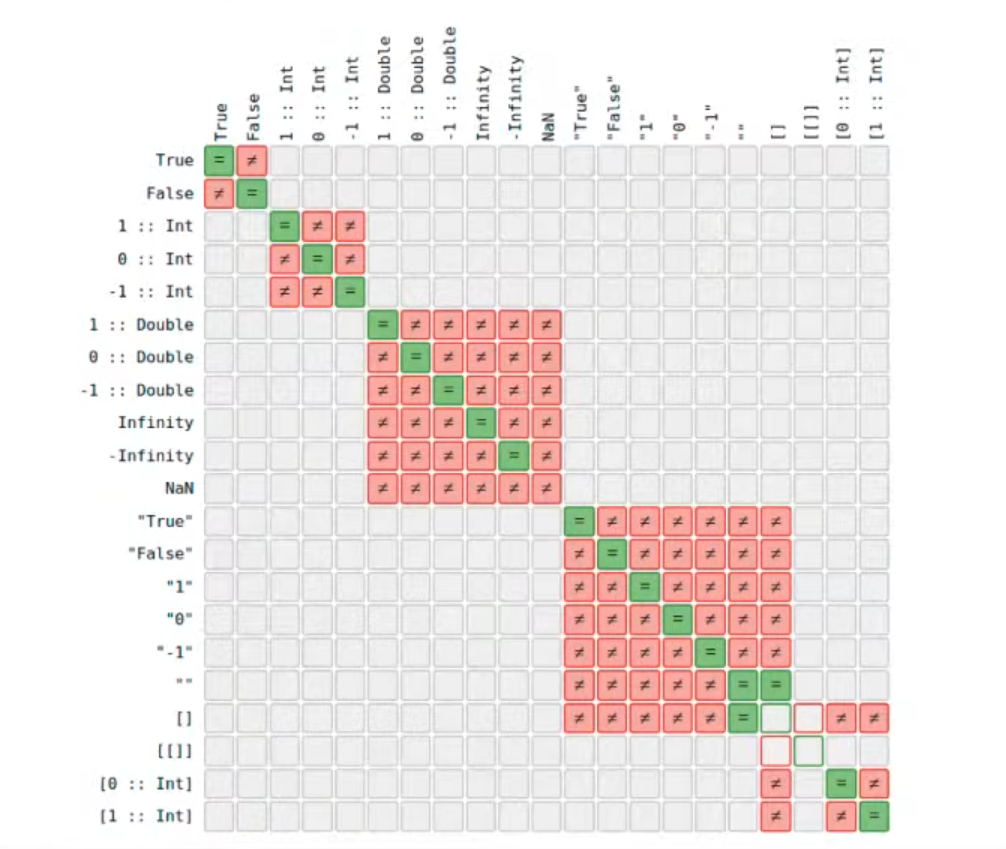 True False 1 :: Int 0 :: Int -1 :: Int 1 :: Double 0 :: Double -1 :: Double Infinity -Infinity NaN "True" "False" "1" "0" "-1" "" [] [[]] [0 :: Int] [1 :: Int]
True = ≠
False ≠ =
1 :: Int = ≠ ≠
0 :: Int ≠ = ≠
-1 :: Int ≠ ≠ =
1 :: Double = ≠ ≠ ≠ ≠ ≠
0 :: Double ≠ = ≠ ≠ ≠ ≠
-1 :: Double ≠ ≠ = ≠ ≠ ≠
Infinity ≠ ≠ ≠ = ≠ ≠
-Infinity ≠ ≠ ≠ ≠ = ≠
NaN ≠ ≠ ≠ ≠ ≠ ≠
"True" = ≠ ≠ ≠ ≠ ≠ ≠
"False" ≠ = ≠ ≠ ≠ ≠ ≠
"1" ≠ ≠ = ≠ ≠ ≠ ≠
"0" ≠ ≠ ≠ = ≠ ≠ ≠
"-1" ≠ ≠ ≠ ≠ = ≠ ≠
"" ≠ ≠ ≠ ≠ ≠ = =
[] ≠ ≠ ≠ ≠ ≠ = ≠ ≠
[[]]
[0 :: Int] ≠ = ≠
[1 :: Int] ≠ ≠ =